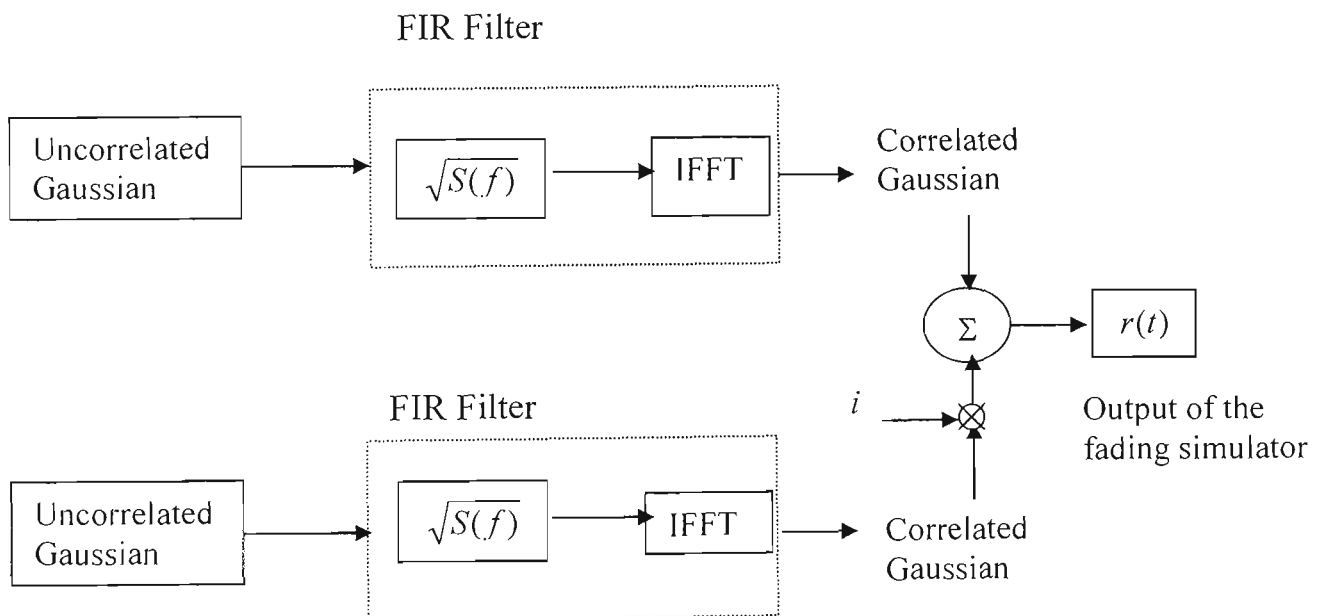 FIR Filter
Uncorrelated
Gaussian
√S(f)
IFFT
Correlated
Gaussian
Σ
r(t)
FIR Filter
i
Output of the
fading simulator
Uncorrelated
Gaussian
√S(f)
IFFT
Correlated
Gaussian